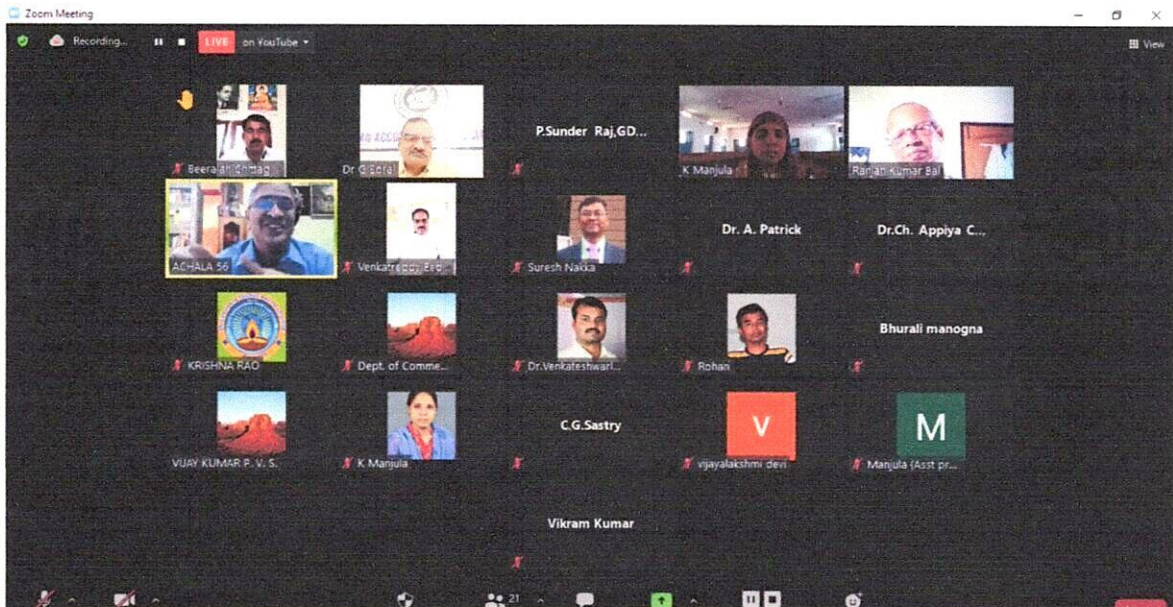 Zoom Meeting
Recording...
LIVE on YouTube
View
P.Sunder Raj,GD...
Dr G
K Manjula
Ranjan Kumar Bal
ACHALA 56
Suresh Nakka
Dr. A. Patrick
Dr.Ch. Appiya C...
KRISHNA RAO
Dept. of Comme...
Dr.Venkateshwarl...
Rohan
Bhurali manogna
VIJAY KUMAR P. V. S.
K Manjula
C.G.Sastry
V
vijayalakshmi devi
M
Manjula (Asst pr...
Vikram Kumar
21